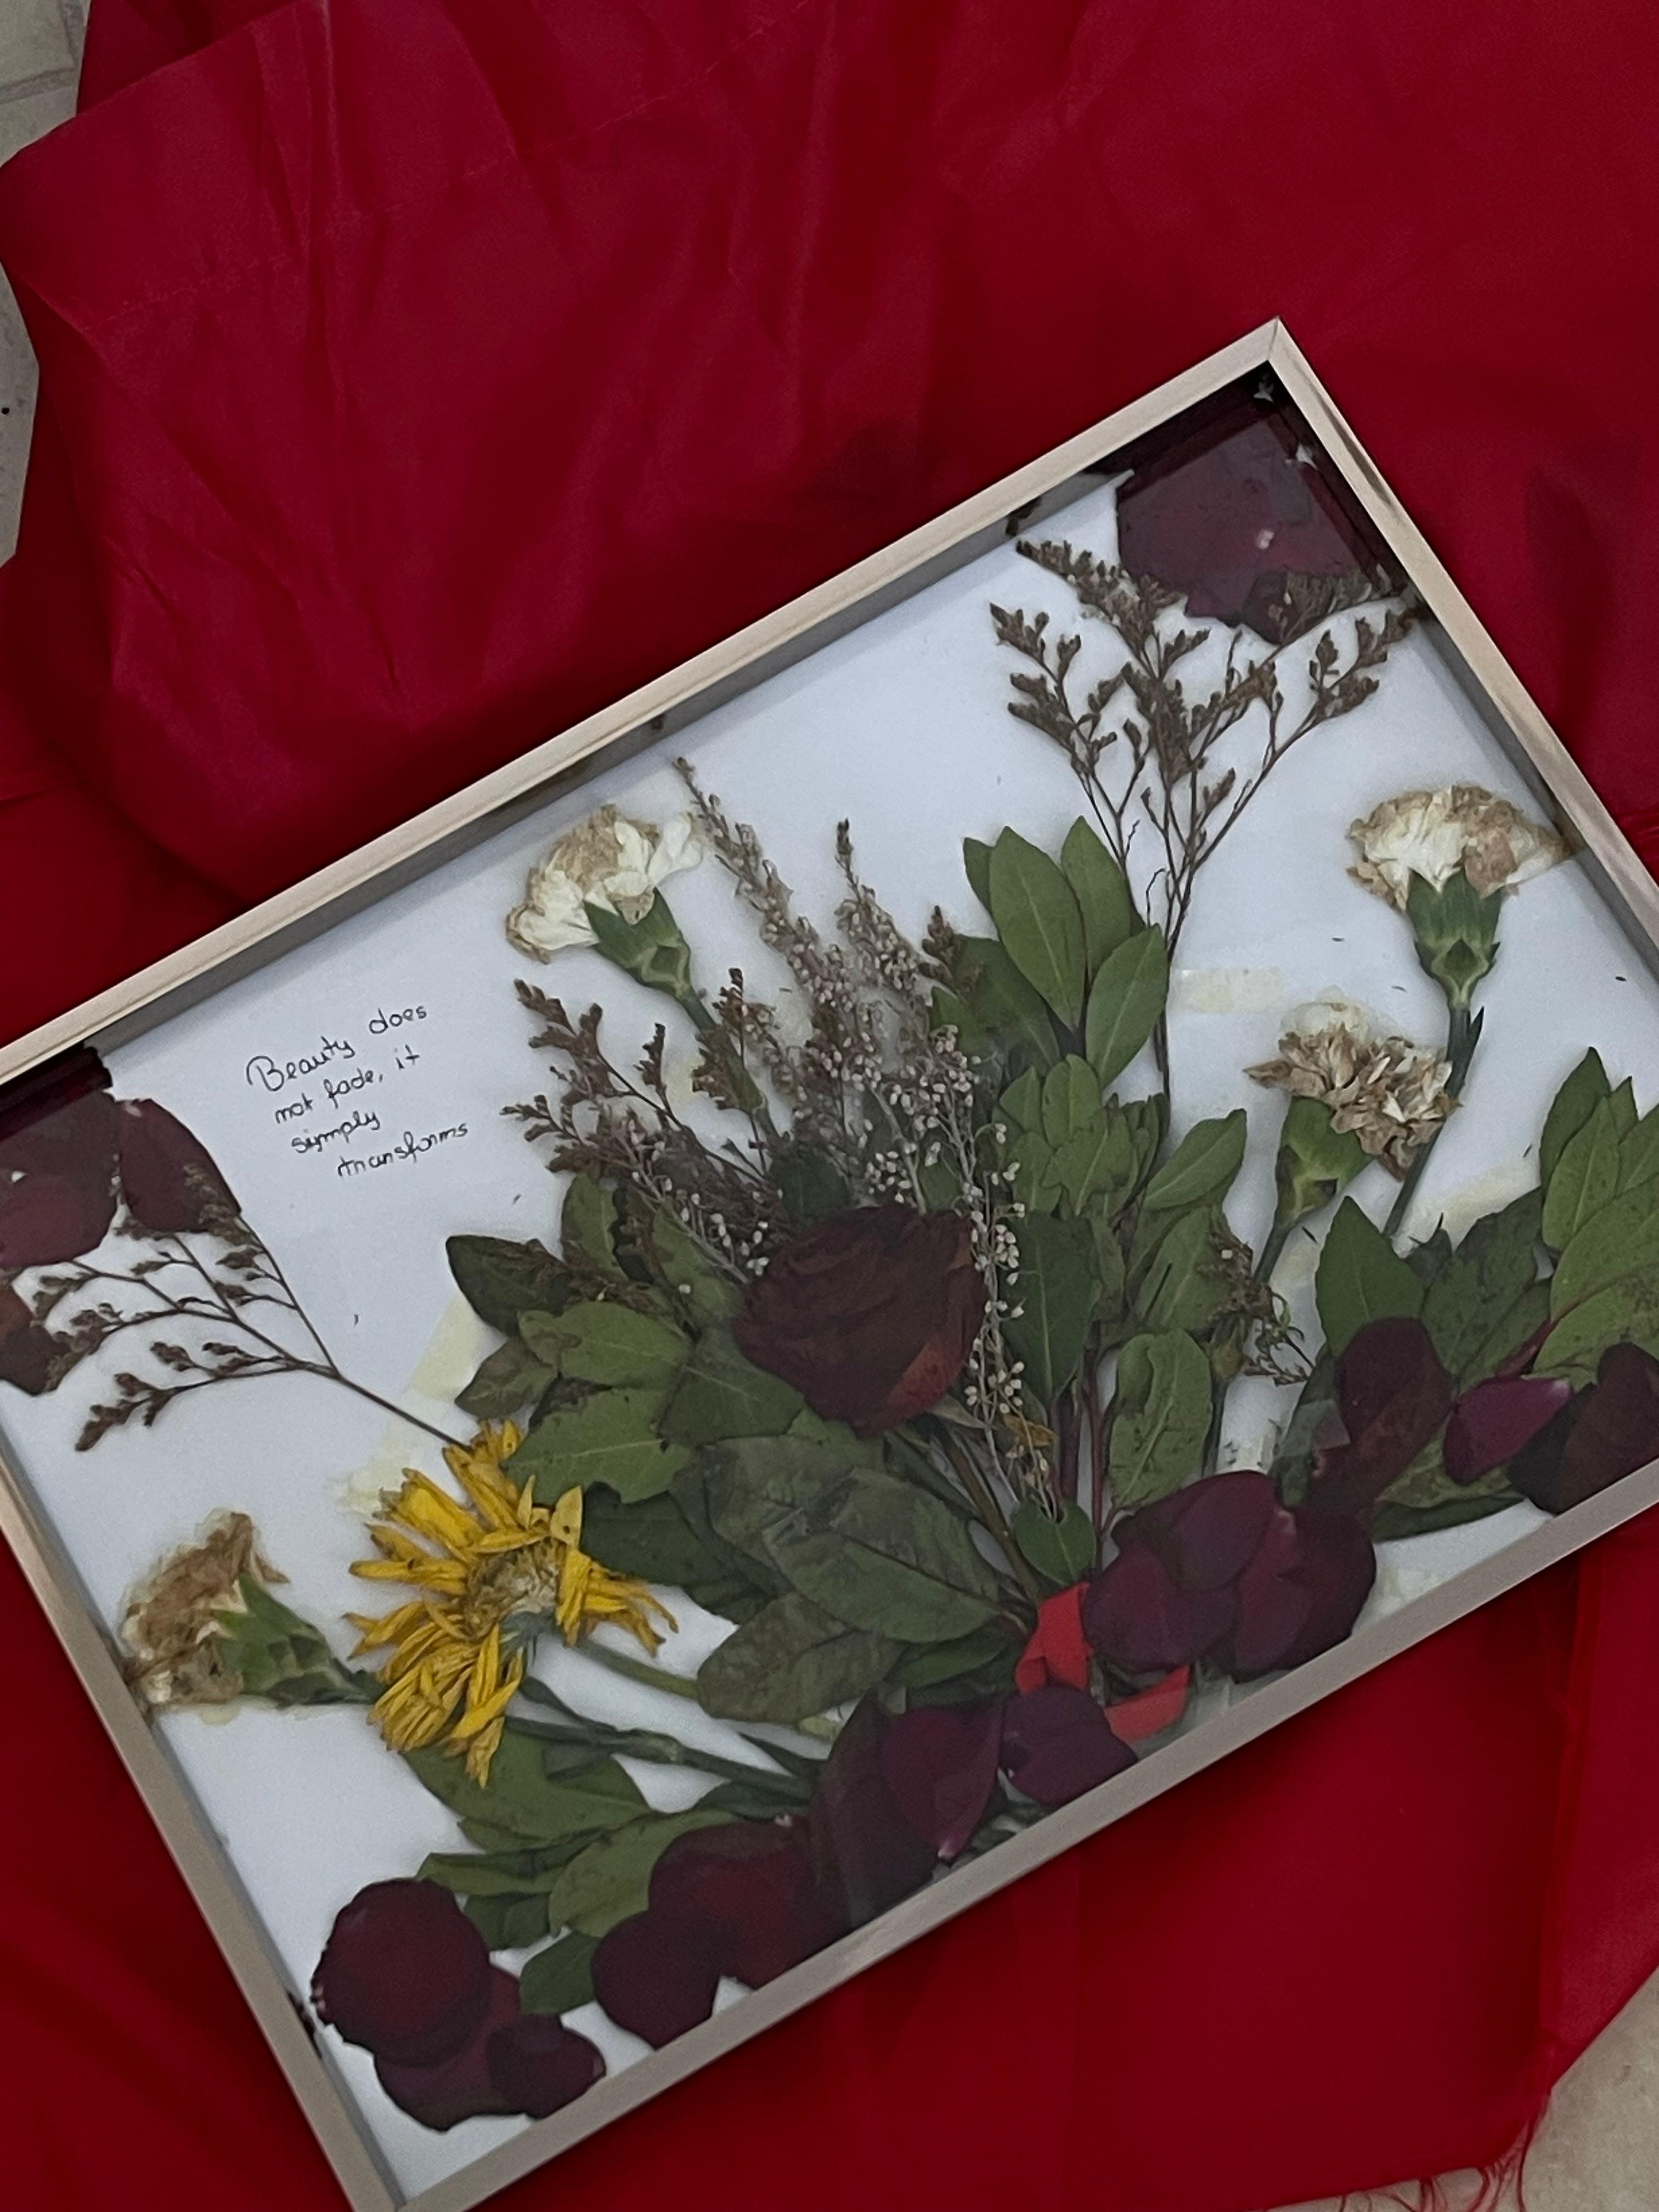 Beauty does
not fade, it
simply
transforms